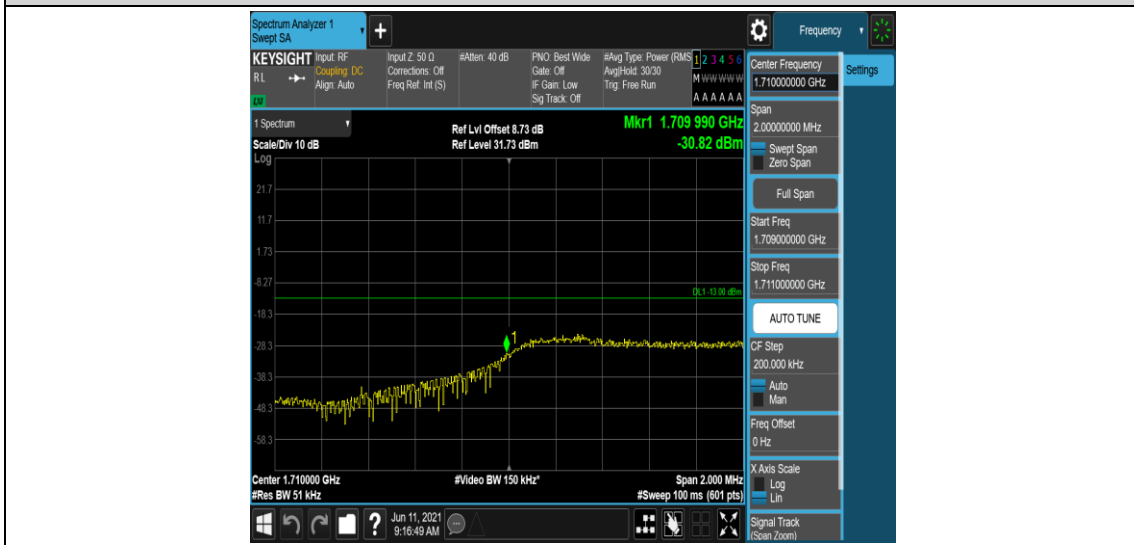 Spectrum Analyzer 1
Swept SA
+
Frequency
KEYSIGHT
Input: RF
Coupling: DC
Align: Auto
RL
LXI
Input Z: 50 Ω
Corrections: Off
Freq Ref: Int (S)
#Atten: 40 dB
PNO: Best Wide
Gate: Off
IF Gain: Low
Sig Track: Off
#Avg Type: Power (RMS
Avg|Hold: 30/30
Trig: Free Run
1 2 3 4 5 6
M W W W W W
A A A A A A
Center Frequency
1.710000000 GHz
Settings
Span
2.00000000 MHz
Swept Span
Zero Span
Full Span
Start Freq
1.709000000 GHz
Stop Freq
1.711000000 GHz
AUTO TUNE
CF Step
200.000 kHz
Auto
Man
Freq Offset
0 Hz
X Axis Scale
Log
Lin
Signal Track
(Span Zoom)
1 Spectrum
Scale/Div 10 dB
Ref Lvl Offset 8.73 dB
Ref Level 31.73 dBm
Mkr1 1.709 990 GHz
-30.82 dBm
Log
21.7
11.7
1.73
-8.27
DL1 -13.00 dBm
-18.3
-28.3
1
-38.3
-48.3
-58.3
Center 1.710000 GHz
#Res BW 51 kHz
#Video BW 150 kHz*
Span 2.000 MHz
#Sweep 100 ms (601 pts)
?
Jun 11, 2021
9:16:49 AM